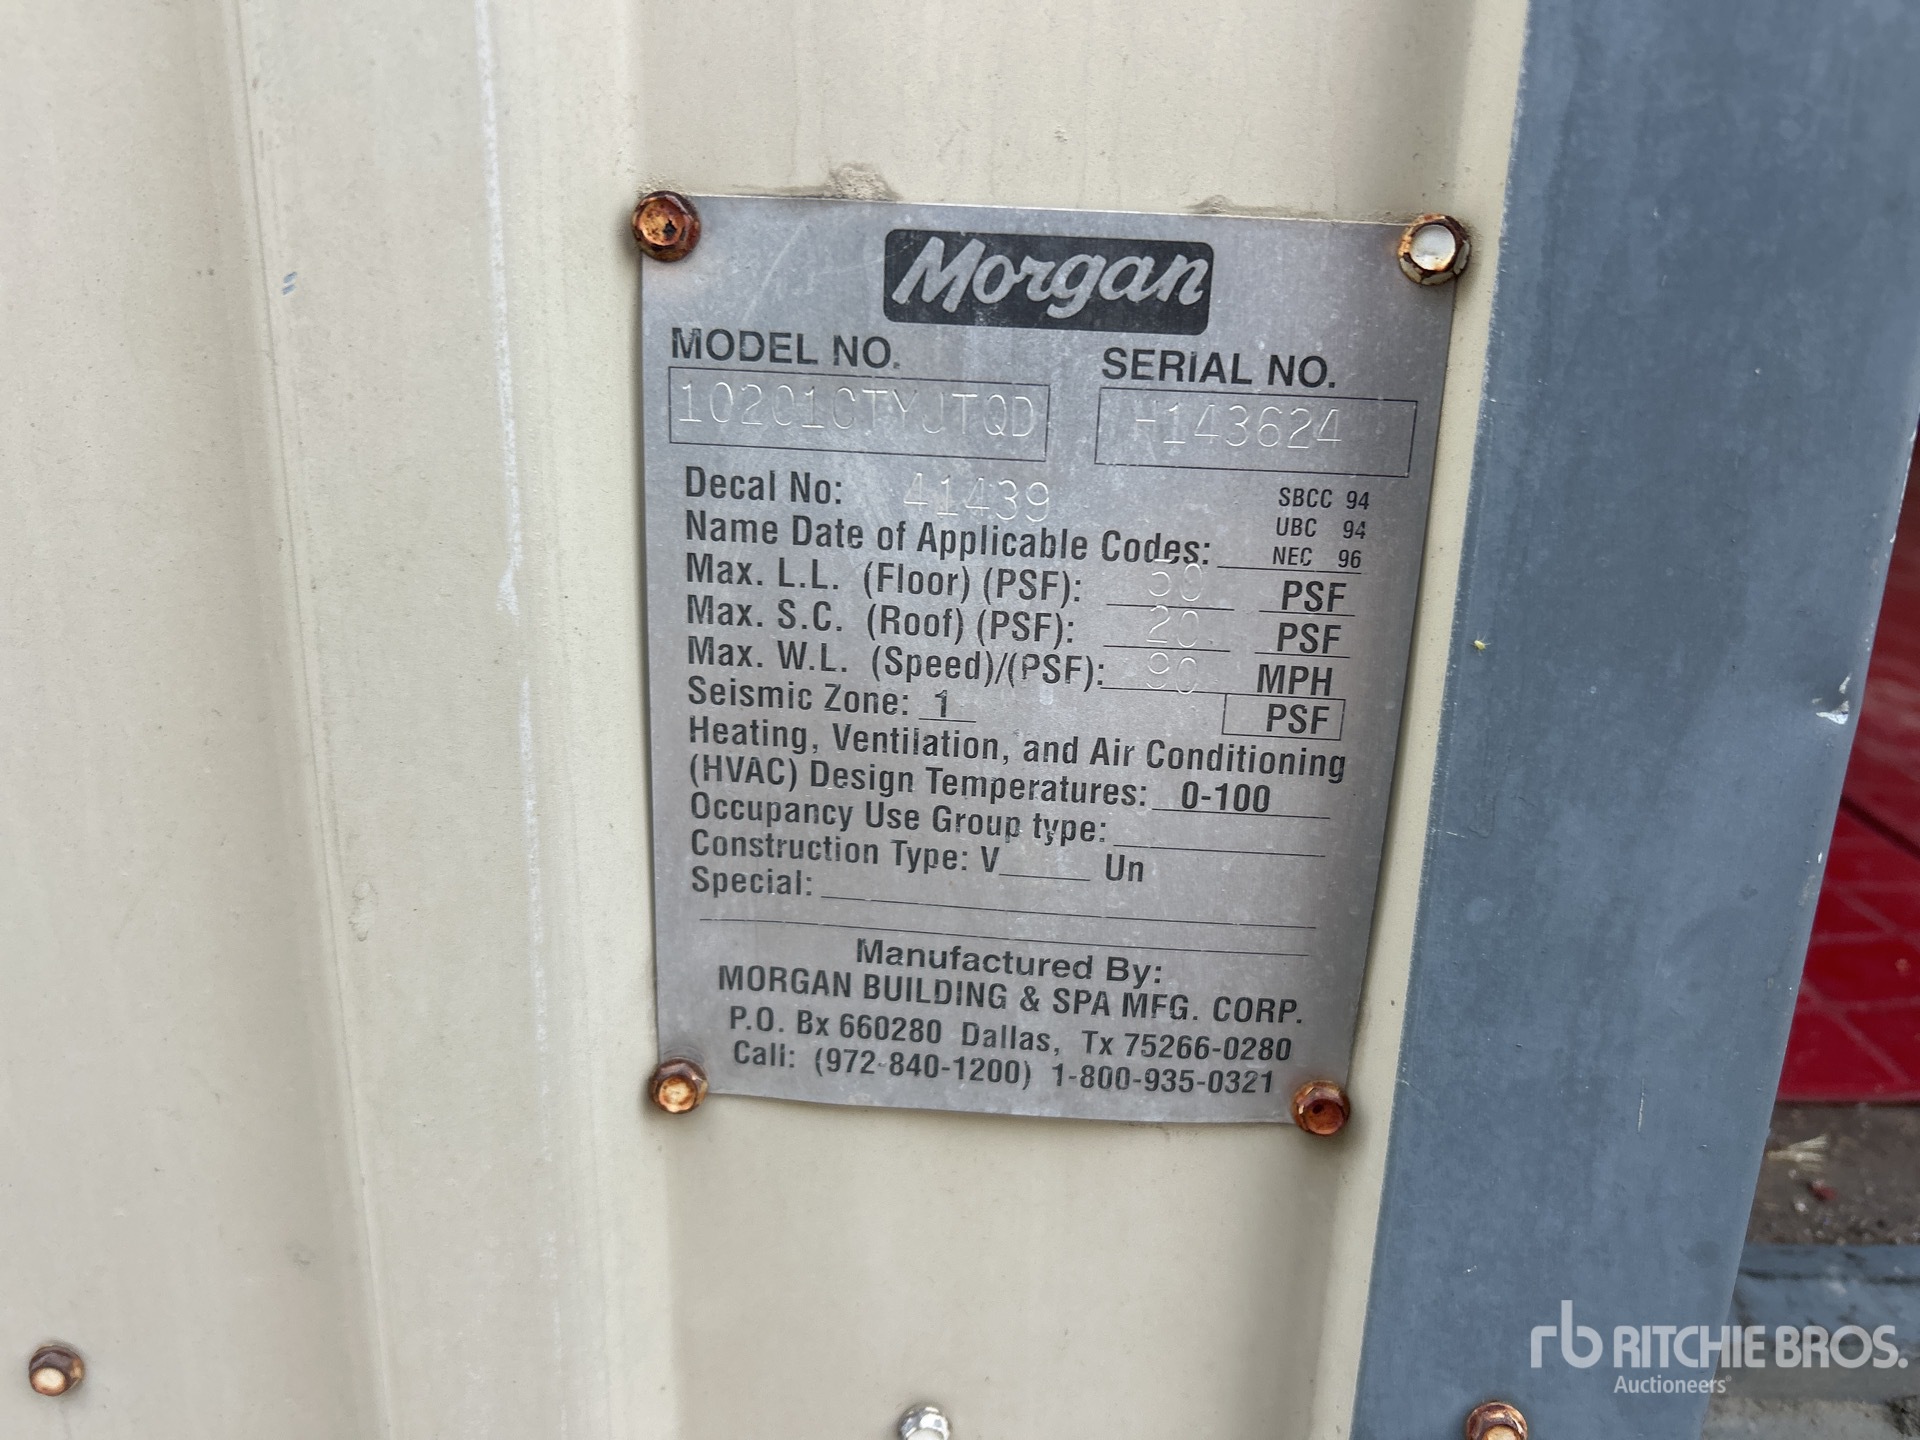 Morgan
MODEL NO. SERIAL NO.
10201CTYJTQD H143624
Decal No: 41439 SBCC 94
UBC 94
Name Date of Applicable Codes: NEC 96
Max. L.L. (Floor) (PSF): 50 PSF
Max. S.C. (Roof) (PSF): 20 PSF
Max. W.L. (Speed)/(PSF): 90 MPH
Seismic Zone: 1 PSF
Heating, Ventilation, and Air Conditioning
(HVAC) Design Temperatures: 0-100
Occupancy Use Group type:
Construction Type: V Un
Special:
Manufactured By:
MORGAN BUILDING & SPA MFG. CORP.
P.O. Bx 660280 Dallas, Tx 75266-0280
Call: (972-840-1200) 1-800-935-0321
rb RITCHIE BROS.
Auctioneers